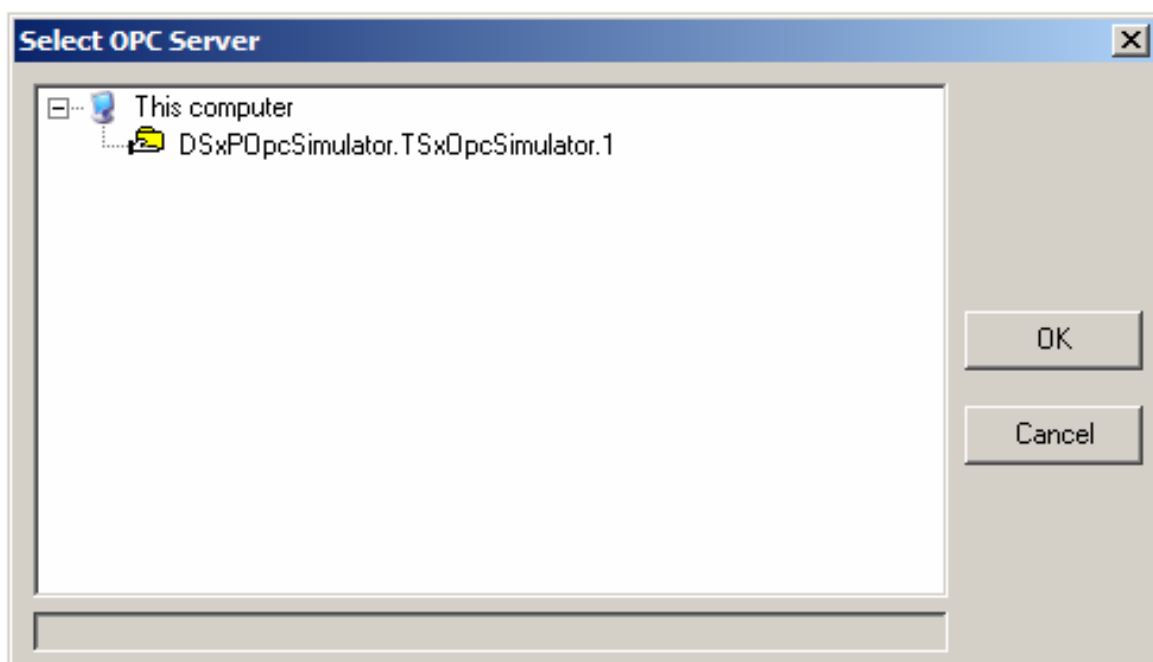 Select OPC Server
This computer
DSxPOpcSimulator.TSxOpcSimulator.1
OK
Cancel